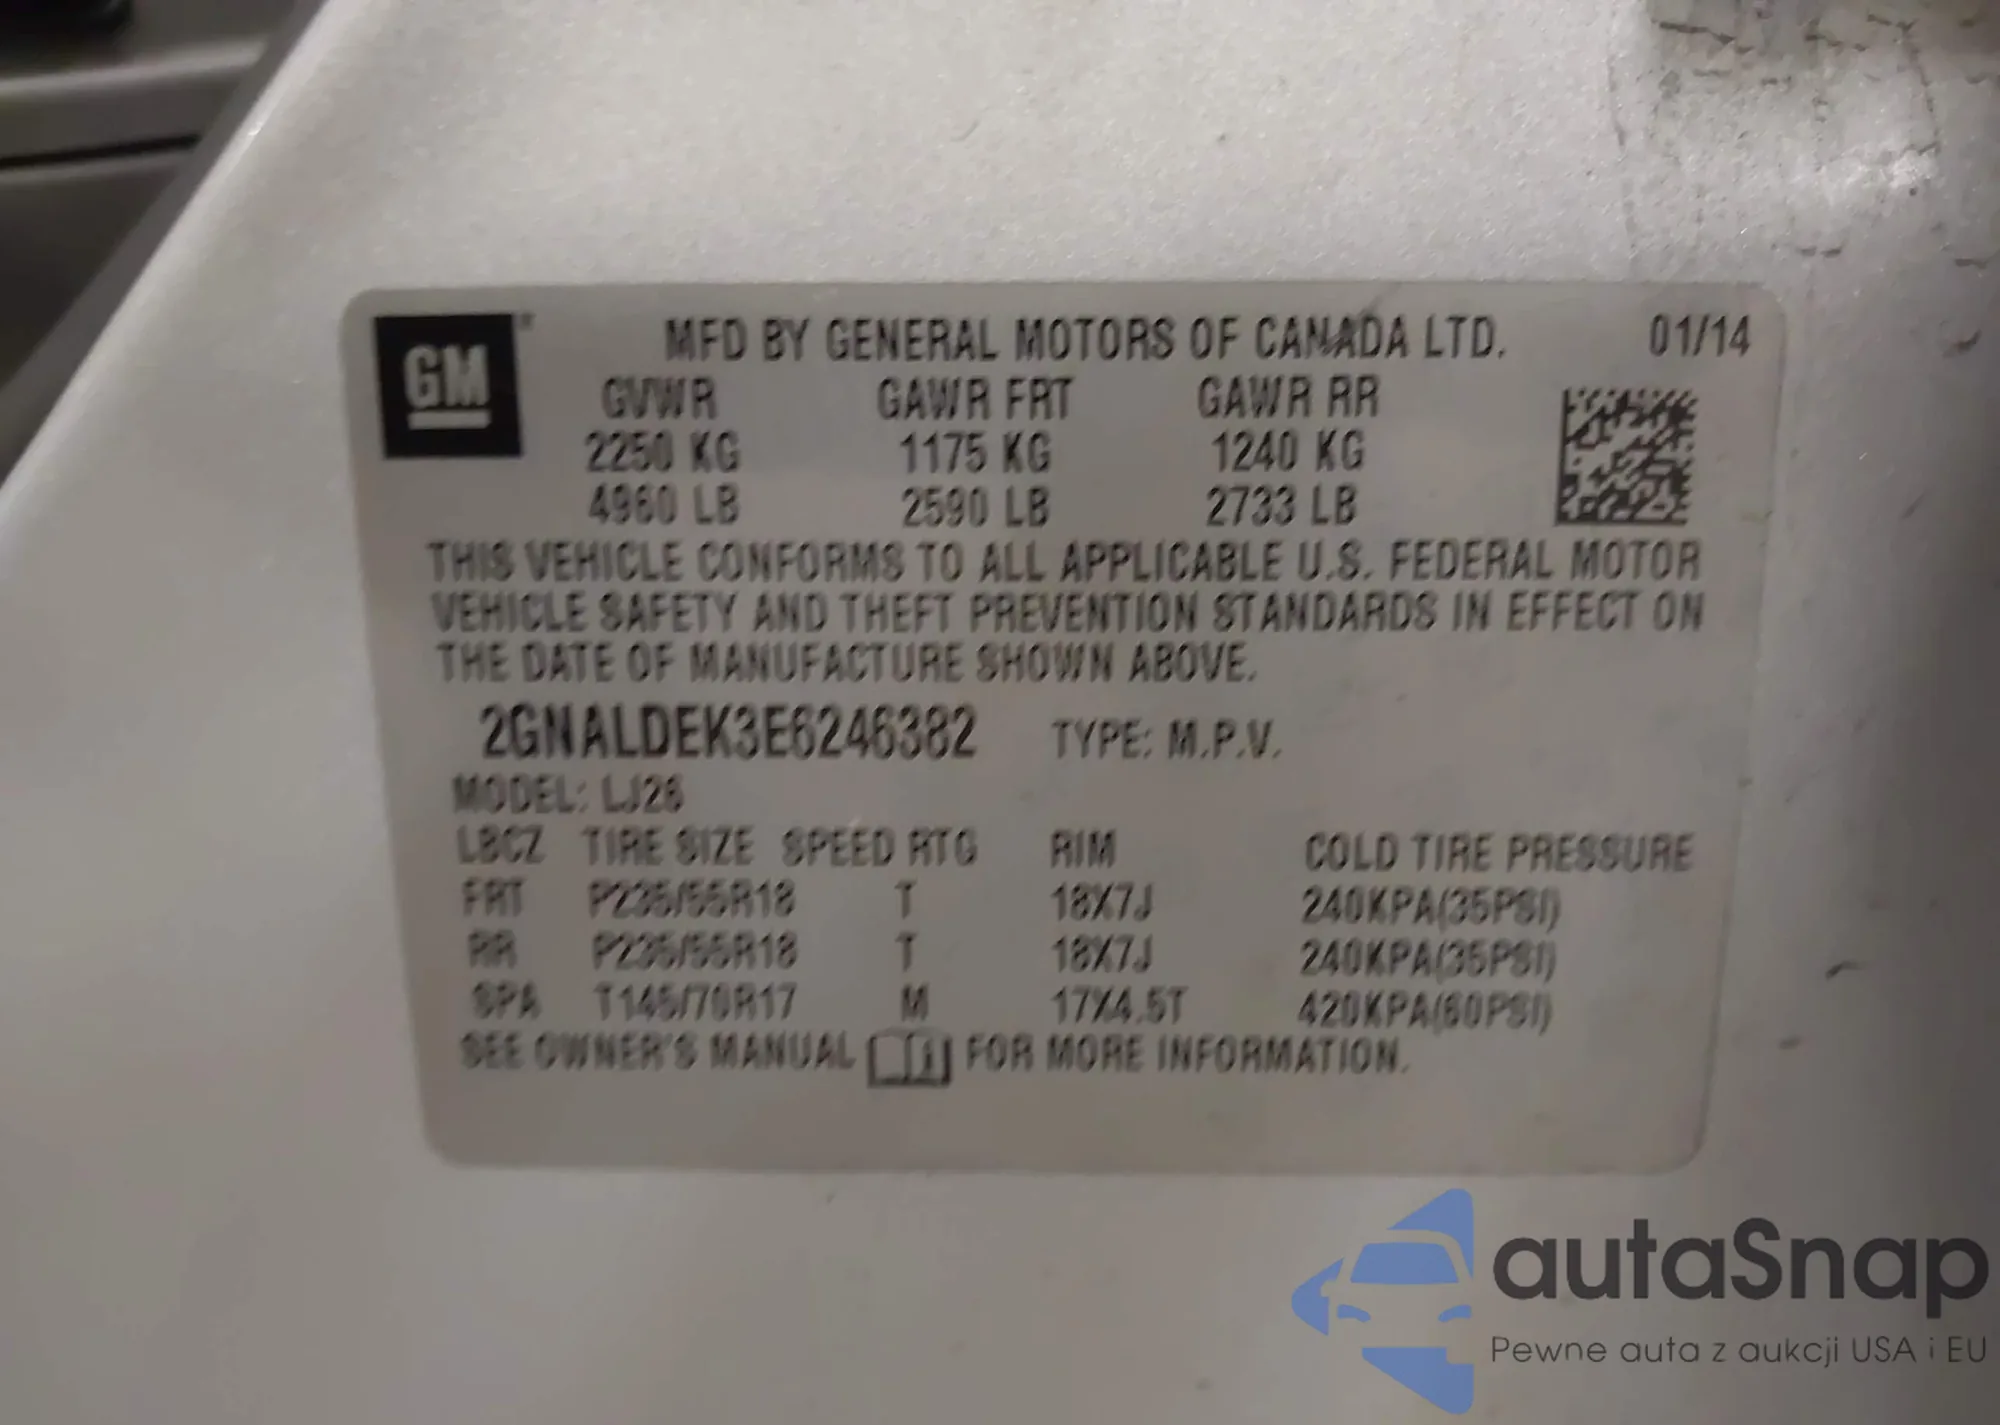 GM
MFD BY GENERAL MOTORS OF CANADA LTD. 01/14
GVWR GAWR FRT GAWR RR
2250 KG 1175 KG 1240 KG
4960 LB 2590 LB 2733 LB
THIS VEHICLE CONFORMS TO ALL APPLICABLE U.S. FEDERAL MOTOR
VEHICLE SAFETY AND THEFT PREVENTION STANDARDS IN EFFECT ON
THE DATE OF MANUFACTURE SHOWN ABOVE.
2GNALDEK3E6246382 TYPE: M.P.V.
MODEL: LJ26
LBCZ TIRE SIZE SPEED RTG RIM COLD TIRE PRESSURE
FRT P235/55R18 T 18X7J 240KPA(35PSI)
RR P235/55R18 T 18X7J 240KPA(35PSI)
SPA T145/70R17 M 17X4.5T 420KPA(60PSI)
SEE OWNER'S MANUAL FOR MORE INFORMATION.
autaSnap
Pewne auta z aukcji USA i EU